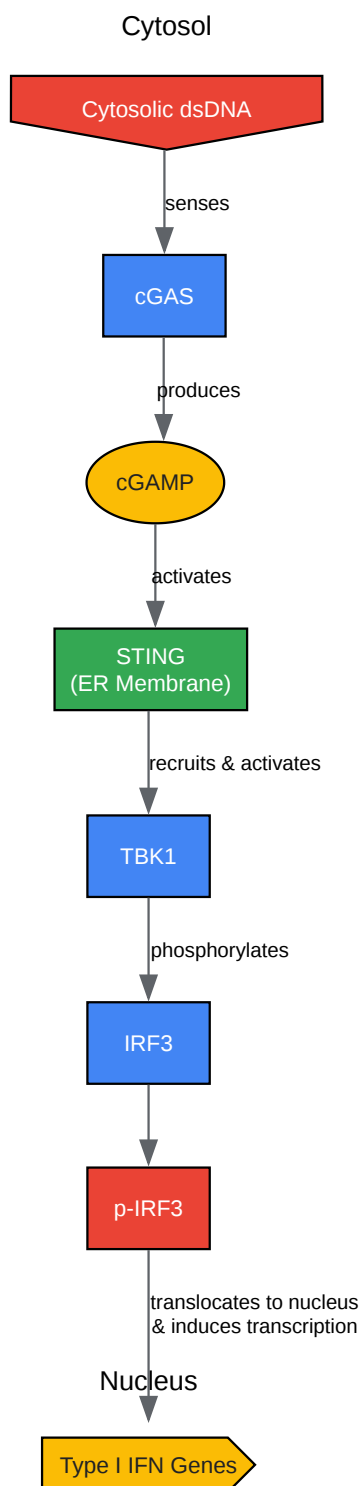 Cytosol
Cytosolic dsDNA
senses
cGAS
produces
cGAMP
activates
STING
(ER Membrane)
recruits & activates
TBK1
phosphorylates
IRF3
p-IRF3
translocates to nucleus
& induces transcription
Nucleus
Type I IFN Genes